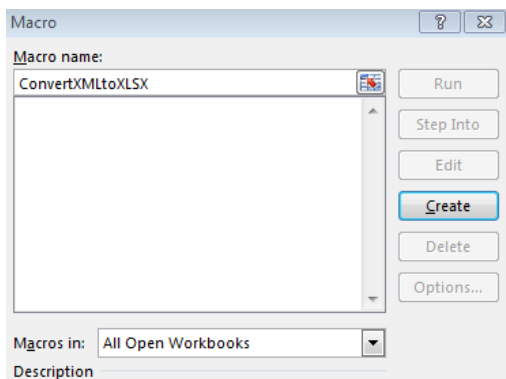 Macro
Macro name:
ConvertXMLtoXLSX
Run
Step Into
Edit
Create
Delete
Options...
Macros in: All Open Workbooks
Description